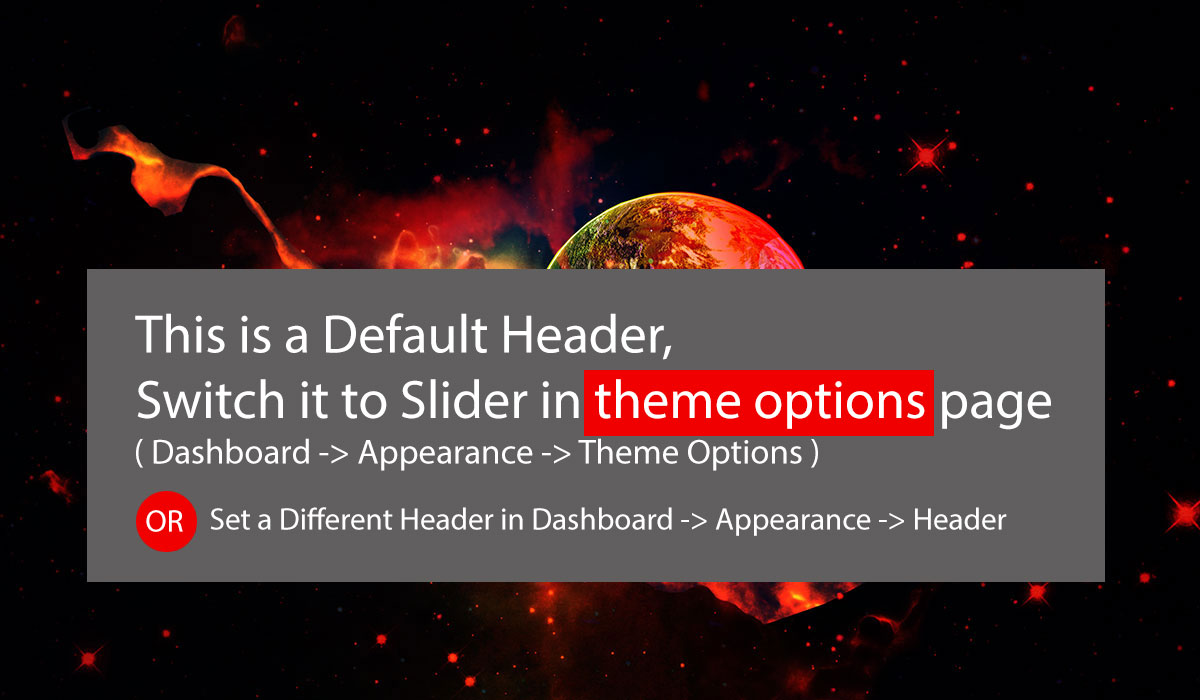 This is a Default Header,
Switch it to Slider in theme options page
( Dashboard -> Appearance -> Theme Options )
OR Set a Different Header in Dashboard -> Appearance -> Header